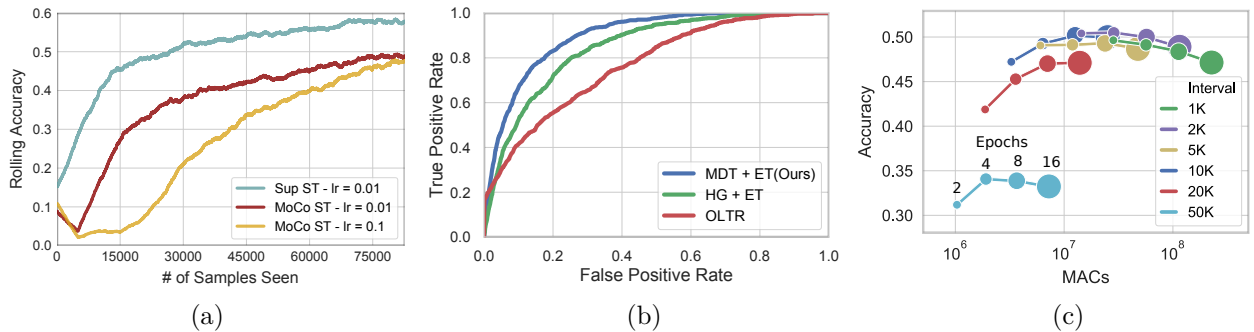 0.6
0.5
0.4
0.3
0.2
0.1
0.0
Rolling Accuracy
0 15000 30000 45000 60000 75000
# of Samples Seen
Sup ST - lr = 0.01
MoCo ST - lr = 0.01
MoCo ST - lr = 0.1
(a)
1.0
0.8
0.6
0.4
0.2
0.0
True Positive Rate
0.0 0.2 0.4 0.6 0.8 1.0
False Positive Rate
MDT + ET(Ours)
HG + ET
OLTR
(b)
0.50
0.45
0.40
0.35
0.30
Accuracy
10^6 10^7 10^8
MACs
Epochs
2 4 8 16
Interval
1K
2K
5K
10K
20K
50K
(c)